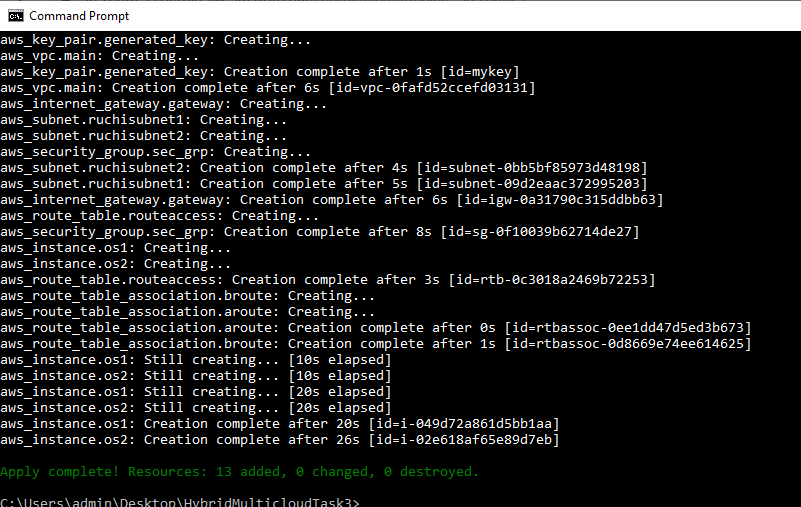 Command Prompt
aws_key_pair.generated_key: Creating...
aws_vpc.main: Creating...
aws_key_pair.generated_key: Creation complete after 1s [id=mykey]
aws_vpc.main: Creation complete after 6s [id=vpc-0fafd52ccefd03131]
aws_internet_gateway.gateway: Creating...
aws_subnet.ruchisubnet1: Creating...
aws_subnet.ruchisubnet2: Creating...
aws_security_group.sec_grp: Creating...
aws_subnet.ruchisubnet2: Creation complete after 4s [id=subnet-0bb5bf85973d48198]
aws_subnet.ruchisubnet1: Creation complete after 5s [id=subnet-09d2eaac372995203]
aws_internet_gateway.gateway: Creation complete after 6s [id=igw-0a31790c315ddbb63]
aws_route_table.routeaccess: Creating...
aws_security_group.sec_grp: Creation complete after 8s [id=sg-0f10039b62714de27]
aws_instance.os1: Creating...
aws_instance.os2: Creating...
aws_route_table.routeaccess: Creation complete after 3s [id=rtb-0c3018a2469b72253]
aws_route_table_association.broute: Creating...
aws_route_table_association.aroute: Creating...
aws_route_table_association.aroute: Creation complete after 0s [id=rtbassoc-0ee1dd47d5ed3b673]
aws_route_table_association.broute: Creation complete after 1s [id=rtbassoc-0d8669e74ee614625]
aws_instance.os1: Still creating... [10s elapsed]
aws_instance.os2: Still creating... [10s elapsed]
aws_instance.os1: Still creating... [20s elapsed]
aws_instance.os2: Still creating... [20s elapsed]
aws_instance.os1: Creation complete after 20s [id=i-049d72a861d5bb1aa]
aws_instance.os2: Creation complete after 26s [id=i-02e618af65e89d7eb]
Apply complete! Resources: 13 added, 0 changed, 0 destroyed.
C:\Users\admin\Desktop\HybridMulticloudTask3>